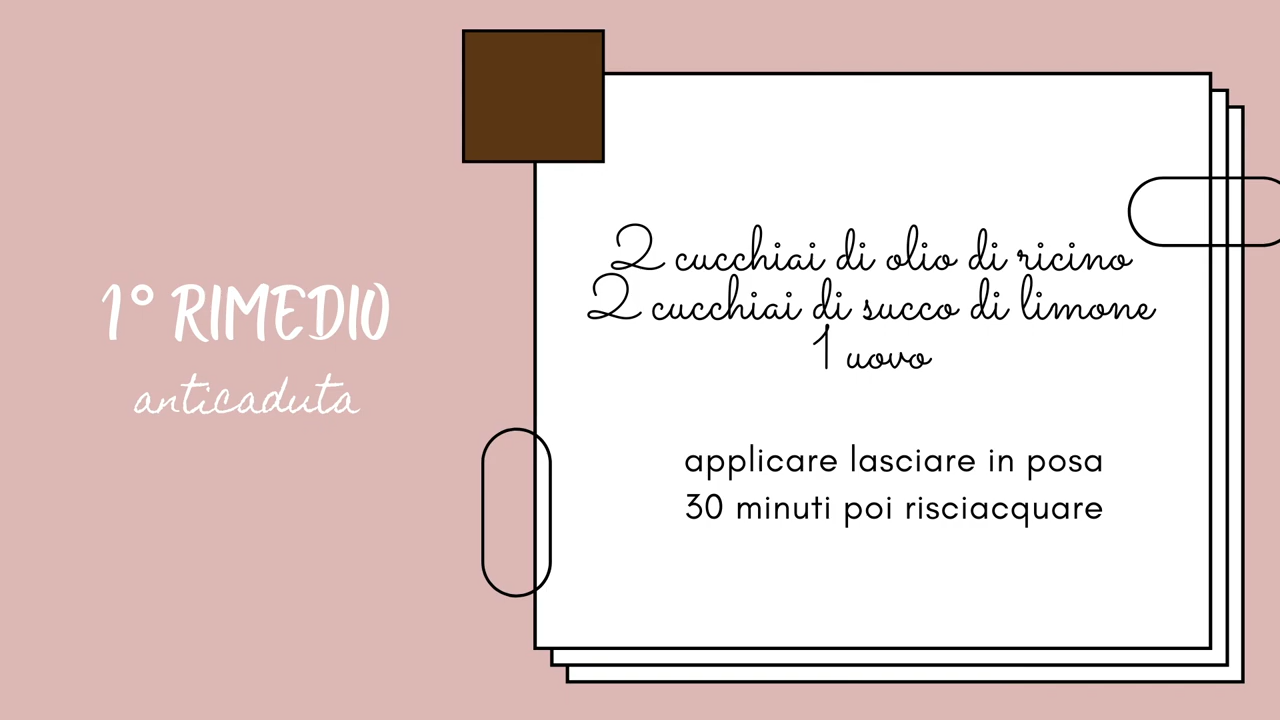 1° RIMEDIO
anticaduta
2 cucchiai di olio di ricino
2 cucchiai di succo di limone
1 uovo
applicare lasciare in posa
30 minuti poi risciacquare